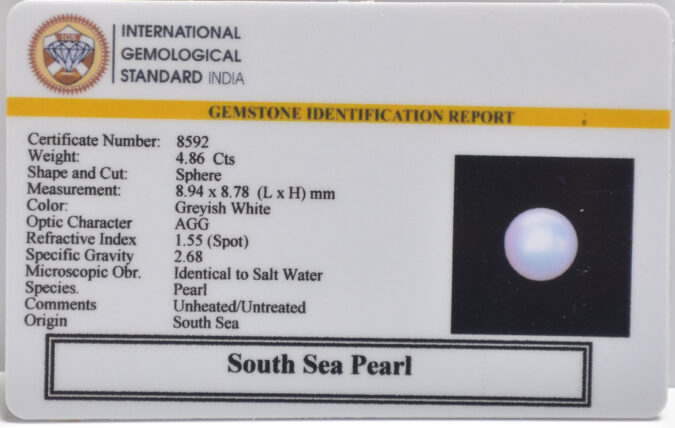 INTERNATIONAL
GEMOLOGICAL
STANDARD INDIA
GEMSTONE IDENTIFICATION REPORT
Certificate Number: 8592
Weight: 4.86 Cts
Shape and Cut: Sphere
Measurement: 8.94 x 8.78 (L x H) mm
Color: Greyish White
Optic Character AGG
Refractive Index 1.55 (Spot)
Specific Gravity 2.68
Microscopic Obr. Identical to Salt Water
Species. Pearl
Comments Unheated/Untreated
Origin South Sea
South Sea Pearl